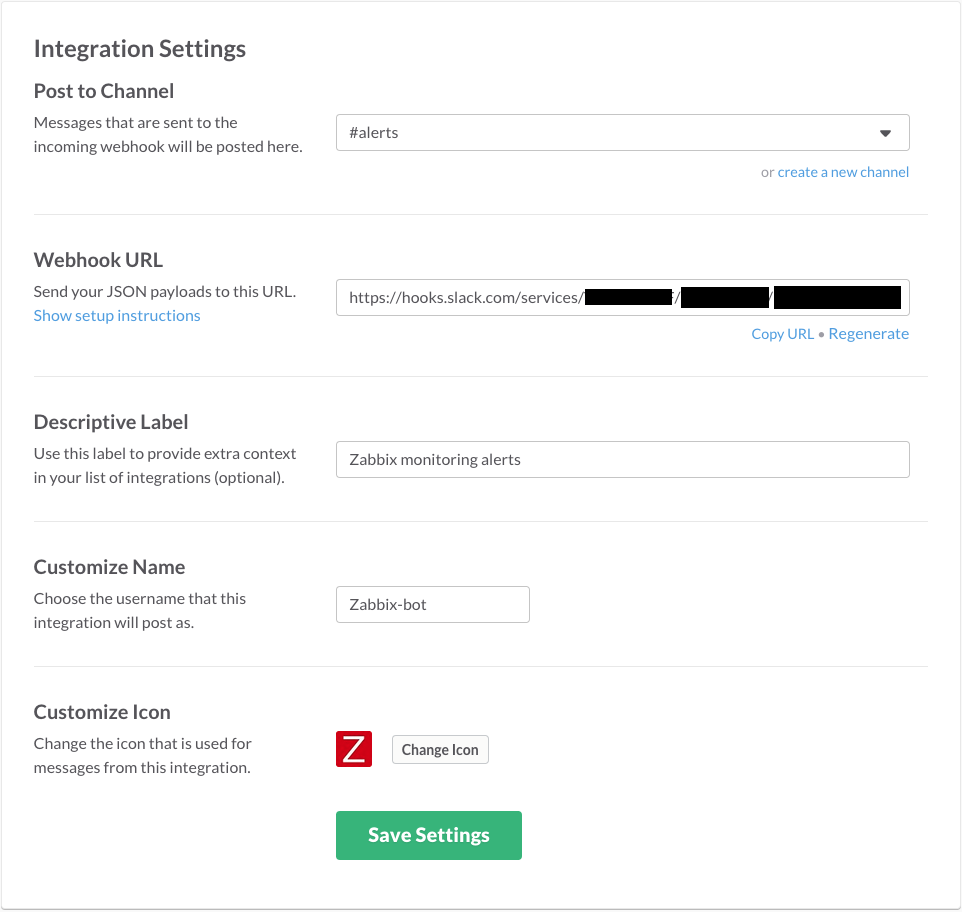 Integration Settings
Post to Channel
Messages that are sent to the
incoming webhook will be posted here.
#alerts
or create a new channel
Webhook URL
Send your JSON payloads to this URL.
Show setup instructions
https://hooks.slack.com/services/ / /
Copy URL • Regenerate
Descriptive Label
Use this label to provide extra context
in your list of integrations (optional).
Zabbix monitoring alerts
Customize Name
Choose the username that this
integration will post as.
Zabbix-bot
Customize Icon
Change the icon that is used for
messages from this integration.
Z
Change Icon
Save Settings